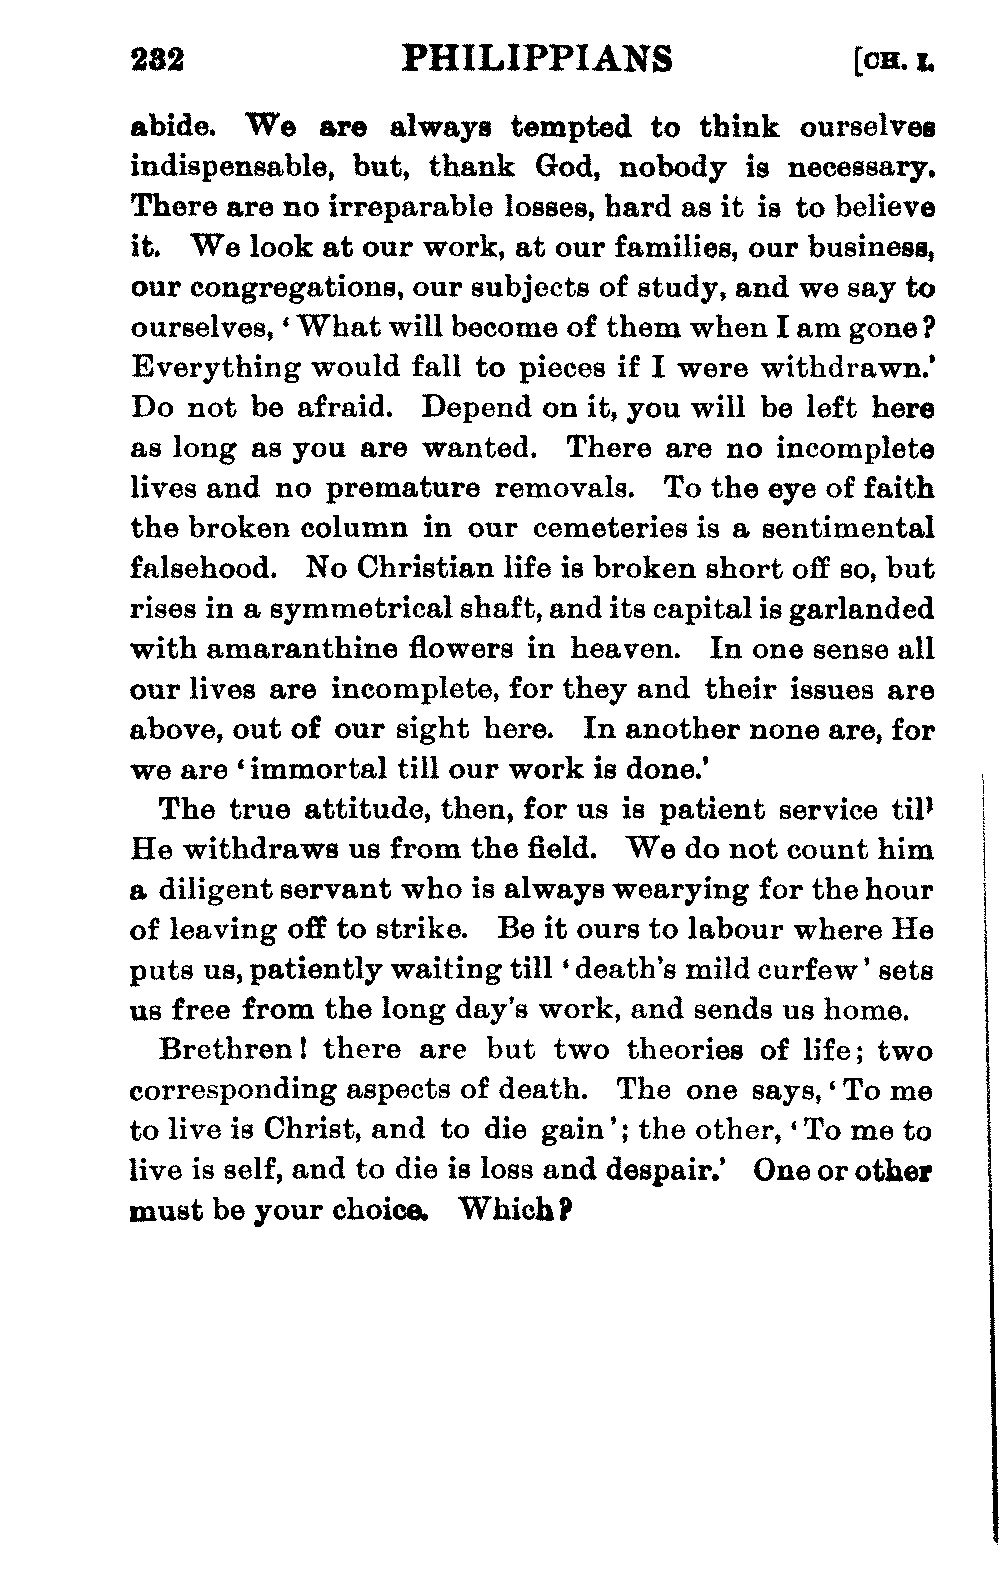 232 PHILIPPIANS [CH. I.
abide. We are always tempted to think ourselves
indispensable, but, thank God, nobody is necessary.
There are no irreparable losses, hard as it is to believe
it. We look at our work, at our families, our business,
our congregations, our subjects of study, and we say to
ourselves, ‘What will become of them when I am gone?
Everything would fall to pieces if I were withdrawn.’
Do not be afraid. Depend on it, you will be left here
as long as you are wanted. There are no incomplete
lives and no premature removals. To the eye of faith
the broken column in our cemeteries is a sentimental
falsehood. No Christian life is broken short off so, but
rises in a symmetrical shaft, and its capital is garlanded
with amaranthine flowers in heaven. In one sense all
our lives are incomplete, for they and their issues are
above, out of our sight here. In another none are, for
we are ‘immortal till our work is done.’
The true attitude, then, for us is patient service till
He withdraws us from the field. We do not count him
a diligent servant who is always wearying for the hour
of leaving off to strike. Be it ours to labour where He
puts us, patiently waiting till ‘death’s mild curfew’ sets
us free from the long day’s work, and sends us home.
Brethren! there are but two theories of life; two
corresponding aspects of death. The one says, ‘To me
to live is Christ, and to die gain’; the other, ‘To me to
live is self, and to die is loss and despair.’ One or other
must be your choice. Which?